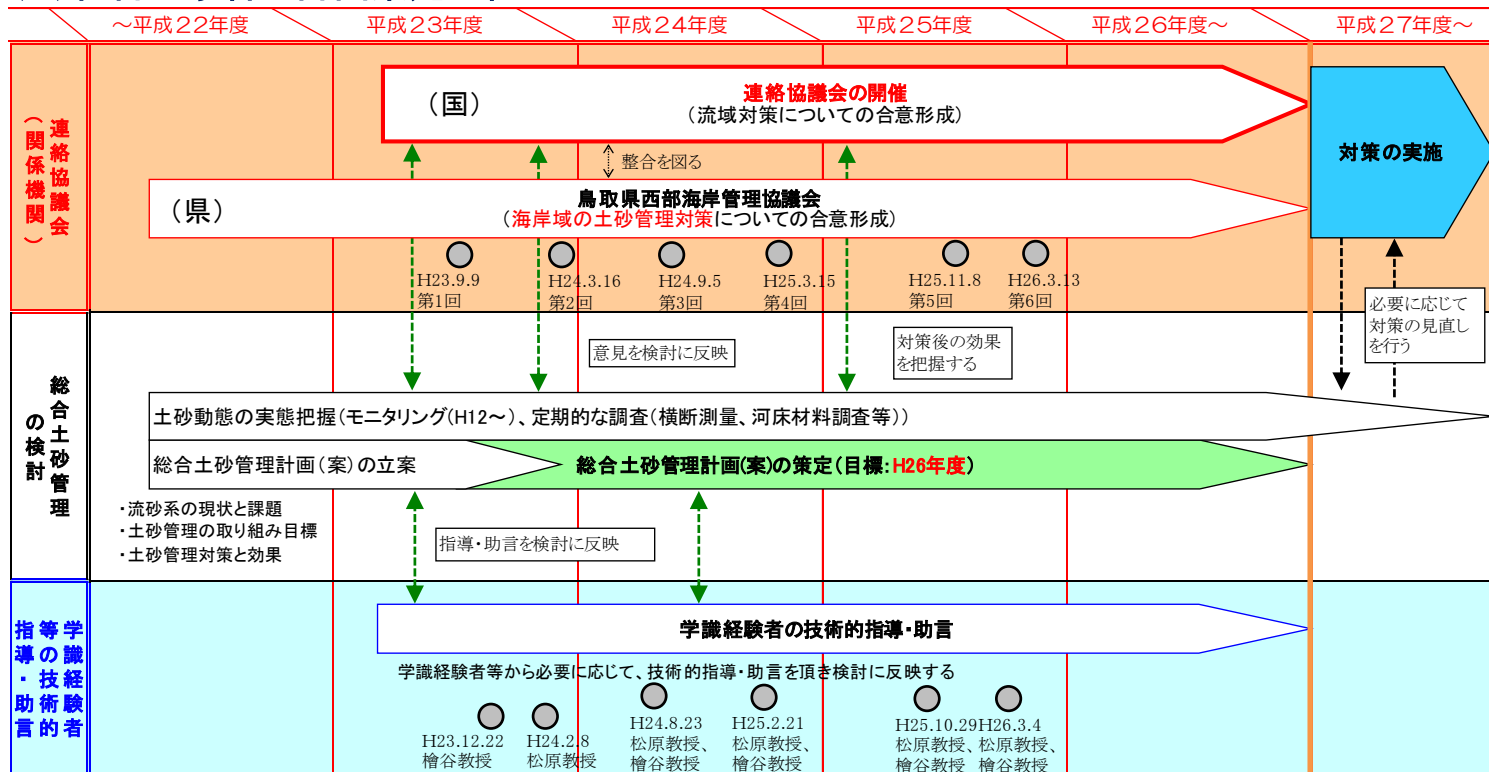 ～平成22年度
平成23年度
平成24年度
平成25年度
平成26年度～
平成27年度～
連絡協議会
(関係機関)
(国)
連絡協議会の開催
(流域対策についての合意形成)
対策の実施
整合を図る
(県)
鳥取県西部海岸管理協議会
(海岸域の土砂管理対策についての合意形成)
H23.9.9
第1回
H24.3.16
第2回
H24.9.5
第3回
H25.3.15
第4回
H25.11.8
第5回
H26.3.13
第6回
必要に応じて
対策の見直し
を行う
総合土砂管理
の検討
意見を検討に反映
対策後の効果
を把握する
土砂動態の実態把握(モニタリング(H12～)、定期的な調査(横断測量、河床材料調査等))
総合土砂管理計画(案)の立案
総合土砂管理計画(案)の策定(目標:H26年度)
・流砂系の現状と課題
・土砂管理の取り組み目標
・土砂管理対策と効果
指導・助言を検討に反映
学識経験者
等の技術的
指導・助言
学識経験者の技術的指導・助言
学識経験者等から必要に応じて、技術的指導・助言を頂き検討に反映する
H23.12.22
檜谷教授
H24.2.8
松原教授
H24.8.23
松原教授、
檜谷教授
H25.2.21
松原教授、
檜谷教授
H25.10.29
松原教授、
檜谷教授
H26.3.4
松原教授、
檜谷教授